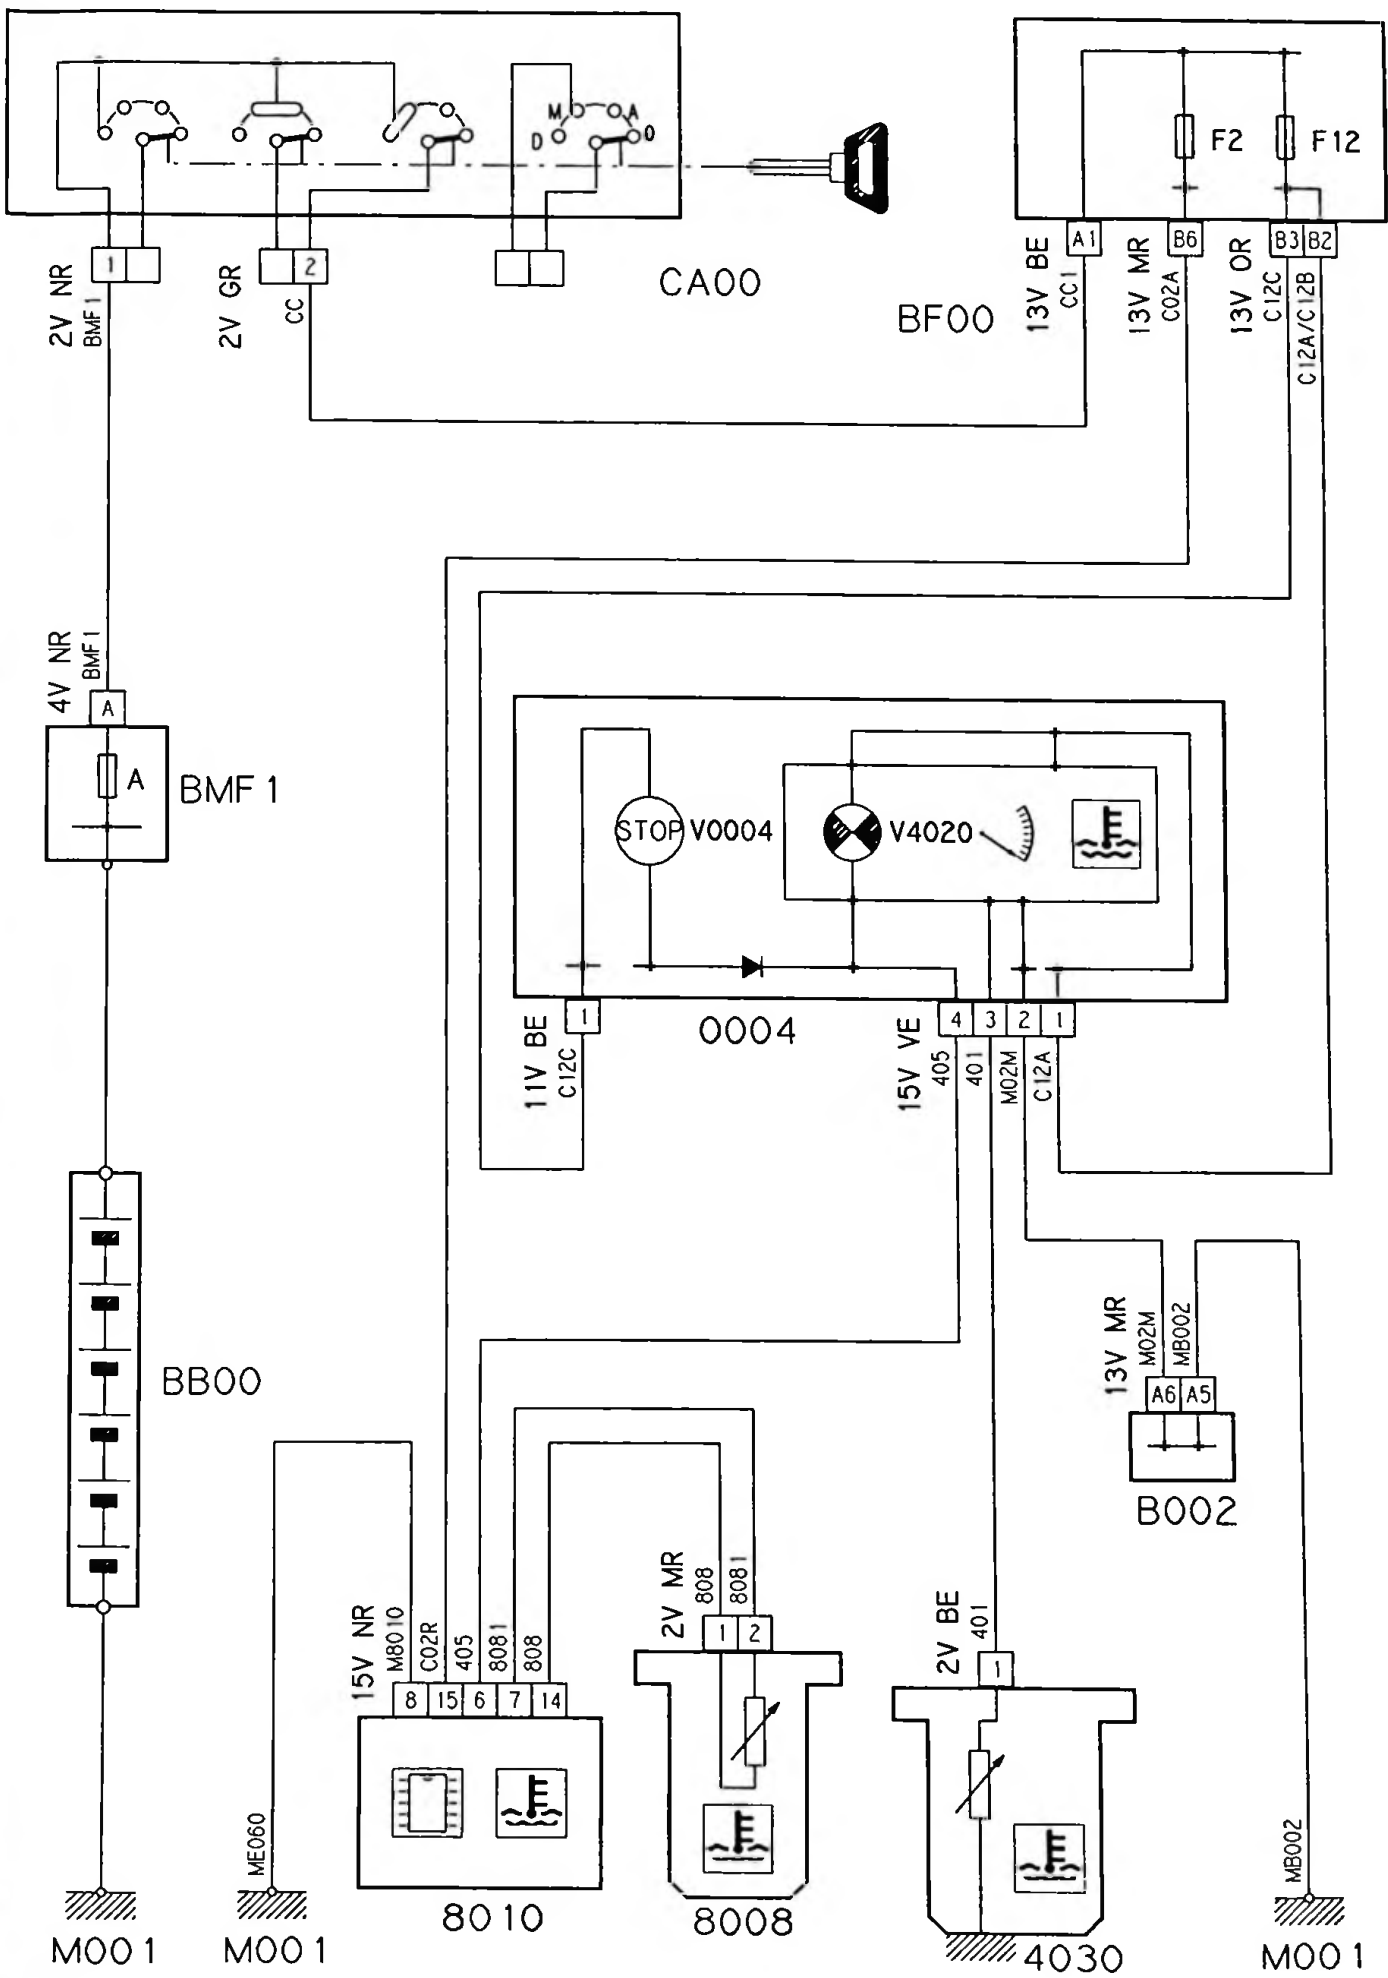 M
A
D
O
F2
F12
1
2
CA00
2V NR
BMF1
2V GR
CC
BF00
A1
B6
B3
B2
13V BE
CC1
13V MR
C02A
13V OR
C12C
C12A/C12B
4V NR
BMF1
A
A
BMF1
STOP
V0004
V4020
1
0004
4
3
2
1
11V BE
C12C
15V VE
405
401
M02M
C12A
BB00
13V MR
M02M
MB002
A6
A5
B002
15V NR
M8010
C02R
405
8081
808
8
15
6
7
14
2V MR
808
8081
1
2
2V BE
401
1
ME060
MB002
M001
M001
8010
8008
4030
M001